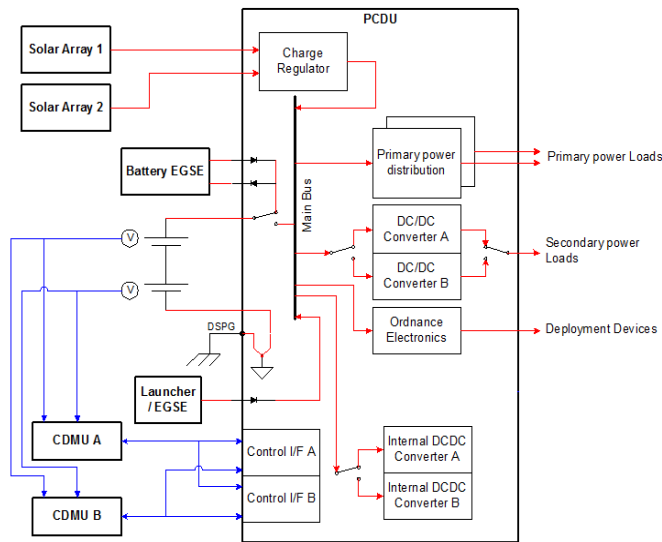 PCDU
Solar Array 1
Solar Array 2
Charge
Regulator
Battery EGSE
Main Bus
Primary power
distribution
Primary power Loads
V
V
DC/DC
Converter A
DC/DC
Converter B
Secondary power
Loads
DSPG
Ordnance
Electronics
Deployment Devices
Launcher
/ EGSE
CDMU A
CDMU B
Control I/F A
Control I/F B
Internal DCDC
Converter A
Internal DCDC
Converter B